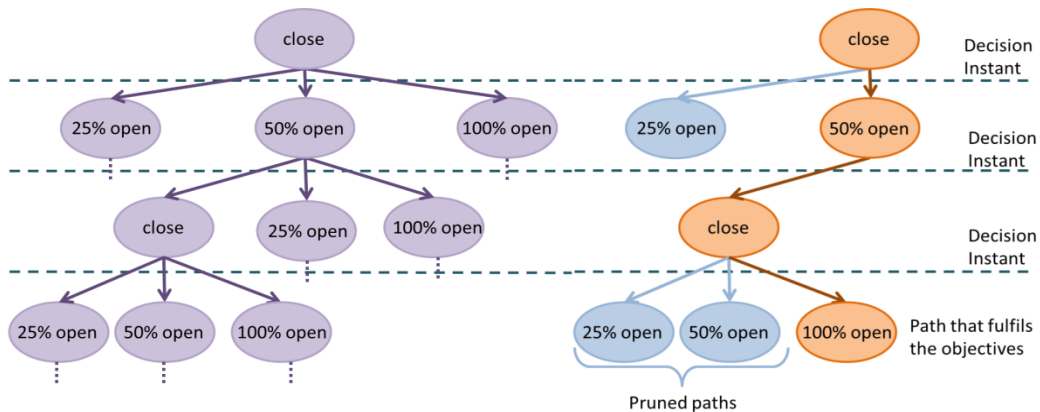 close
close
Decision
Instant
25% open
50% open
100% open
25% open
50% open
Decision
Instant
close
25% open
100% open
close
Decision
Instant
25% open
50% open
100% open
25% open
50% open
100% open
Path that fulfils
the objectives
Pruned paths